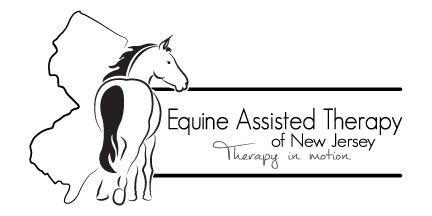 Equine Assisted Therapy
of New Jersey
Therapy in motion